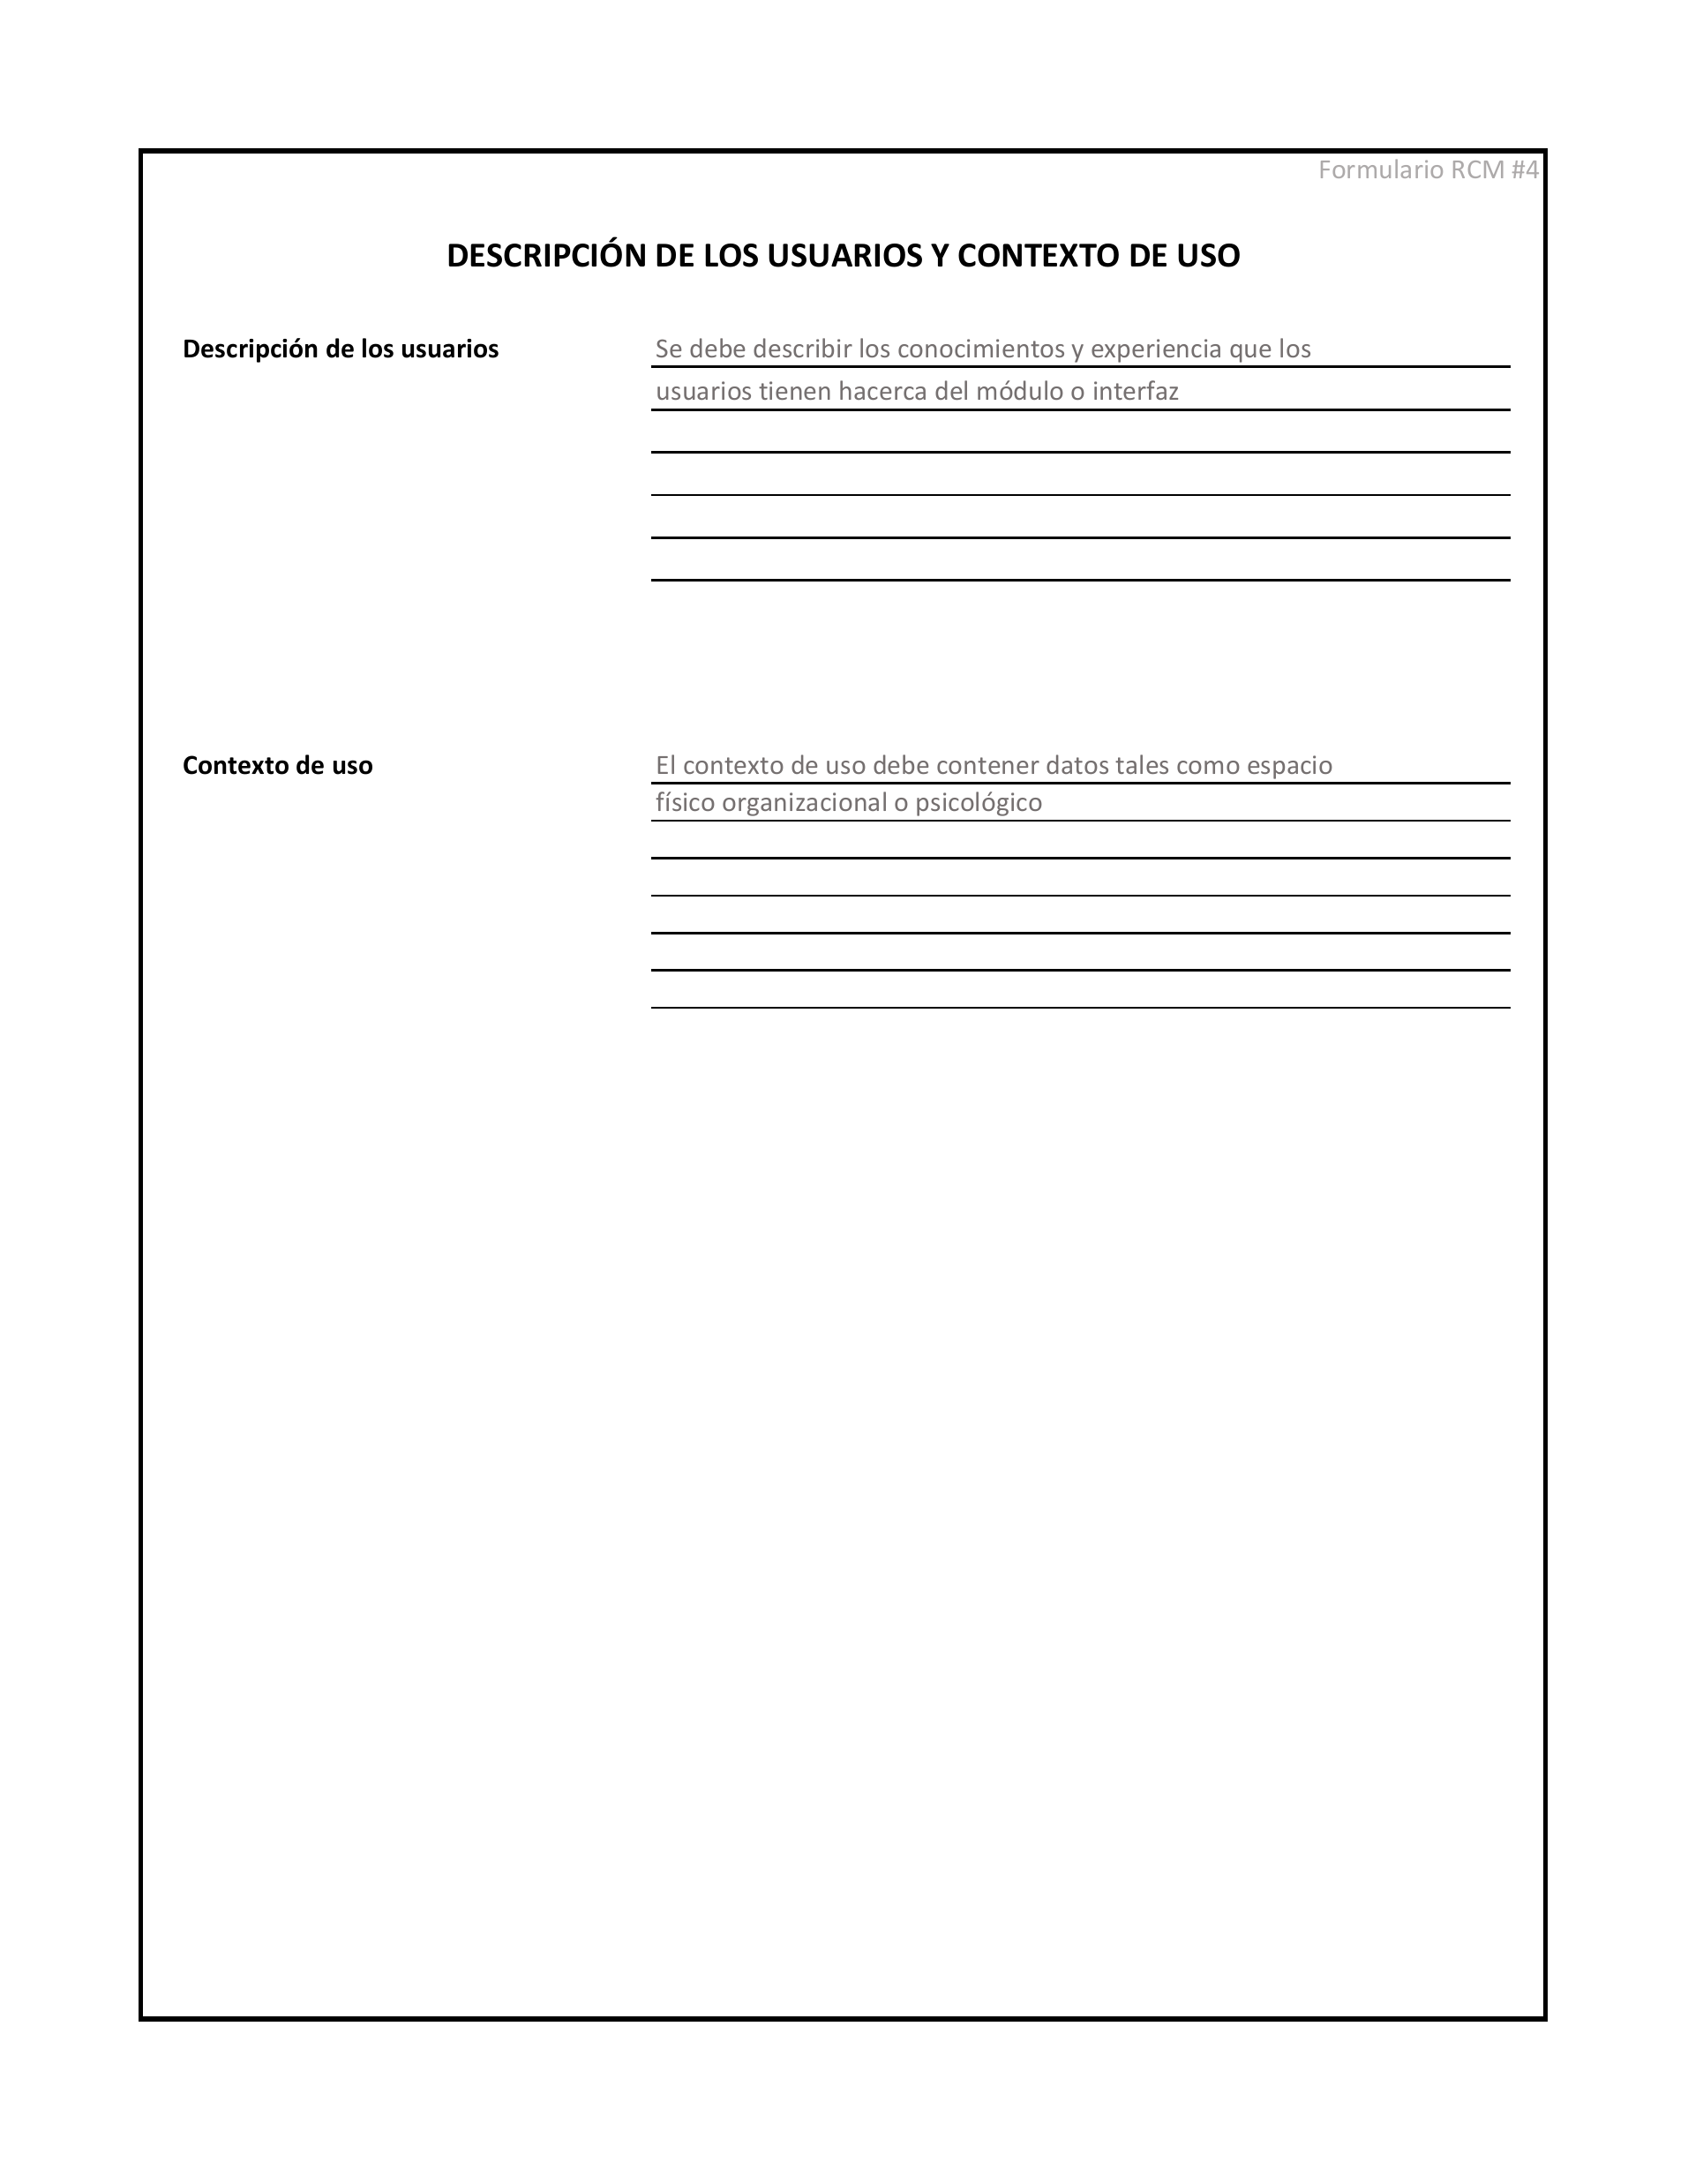 Formulario RCM #4
DESCRIPCIÓN DE LOS USUARIOS Y CONTEXTO DE USO
Descripción de los usuarios
Se debe describir los conocimientos y experiencia que los
usuarios tienen hacerca del módulo o interfaz
Contexto de uso
El contexto de uso debe contener datos tales como espacio
físico organizacional o psicológico